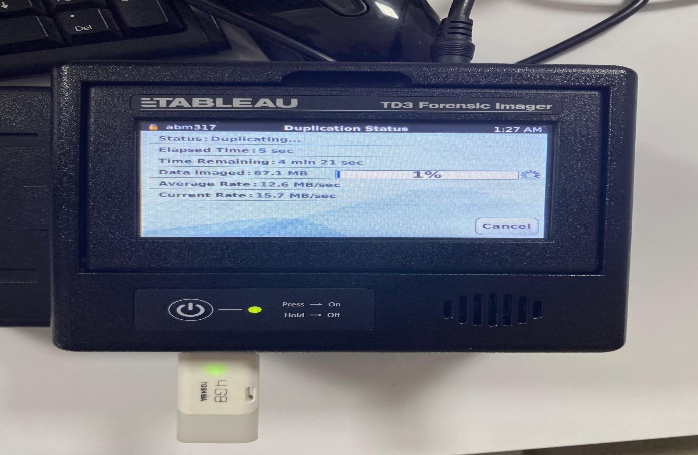 Del
TABLEAU
TD3 Forensic Imager
abm317 Duplication Status 1:27 AM
Status: Duplicating...
Elapsed Time: 5 sec
Time Remaining: 4 min 21 sec
Data Imaged: 67.1 MB 1%
Average Rate: 12.6 MB/sec
Current Rate: 15.7 MB/sec
Cancel
Press → On
Hold → Off
TOSHIBA
4GB